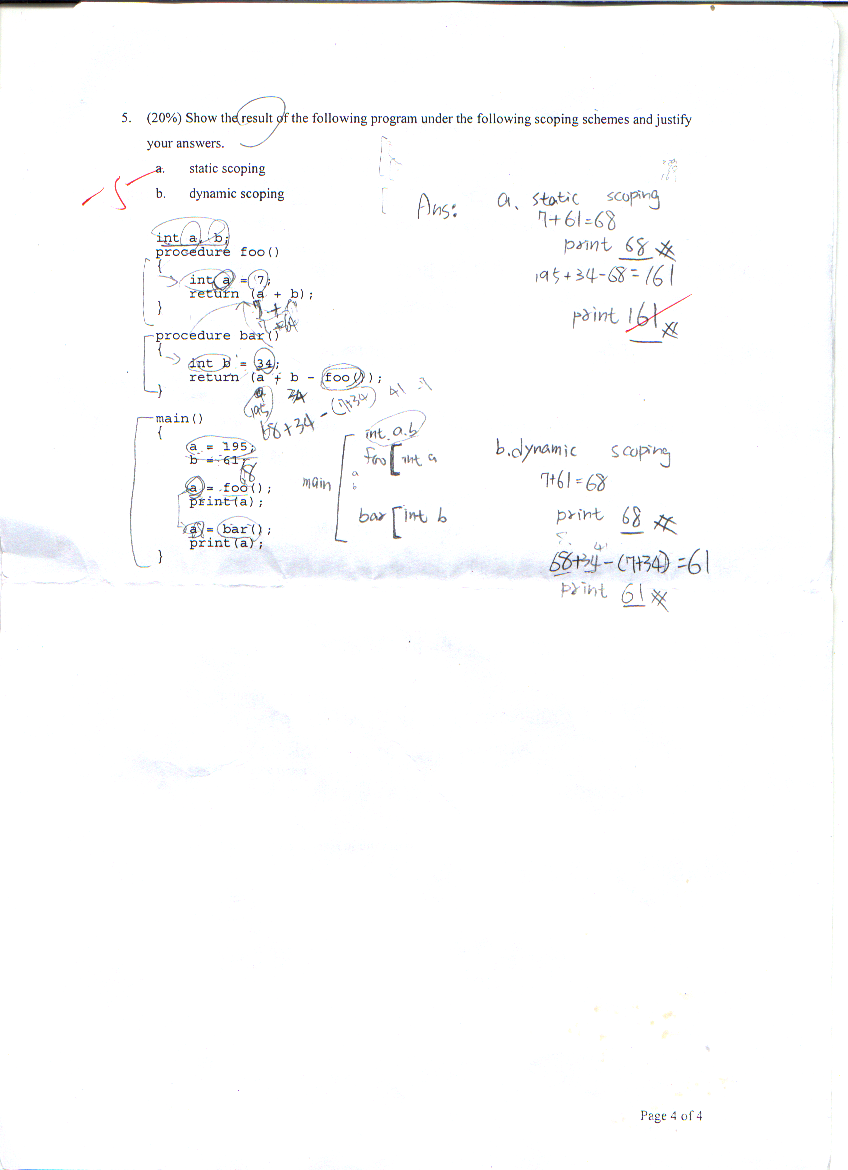 5. (20%) Show the result of the following program under the following scoping schemes and justify
your answers.
a. static scoping
b. dynamic scoping
-5
Ans:
a. static scoping
7+61=68
print 68
195+34-68=161
print 161
int a, b;
procedure foo()
{
int a = 7;
return (a + b);
}
procedure bar()
{
int b = 34;
return (a + b - foo());
}
195 34 (7+34) 41
68+34-
main()
{
a = 195;
b = 61;
a = foo();
print(a);
a = bar();
print(a);
}
68
int a.b
foo [int a
main
a
b
bar [int b
b. dynamic scoping
7+61=68
print 68
68+34-(7+34)=61
print 61
Page 4 of 4